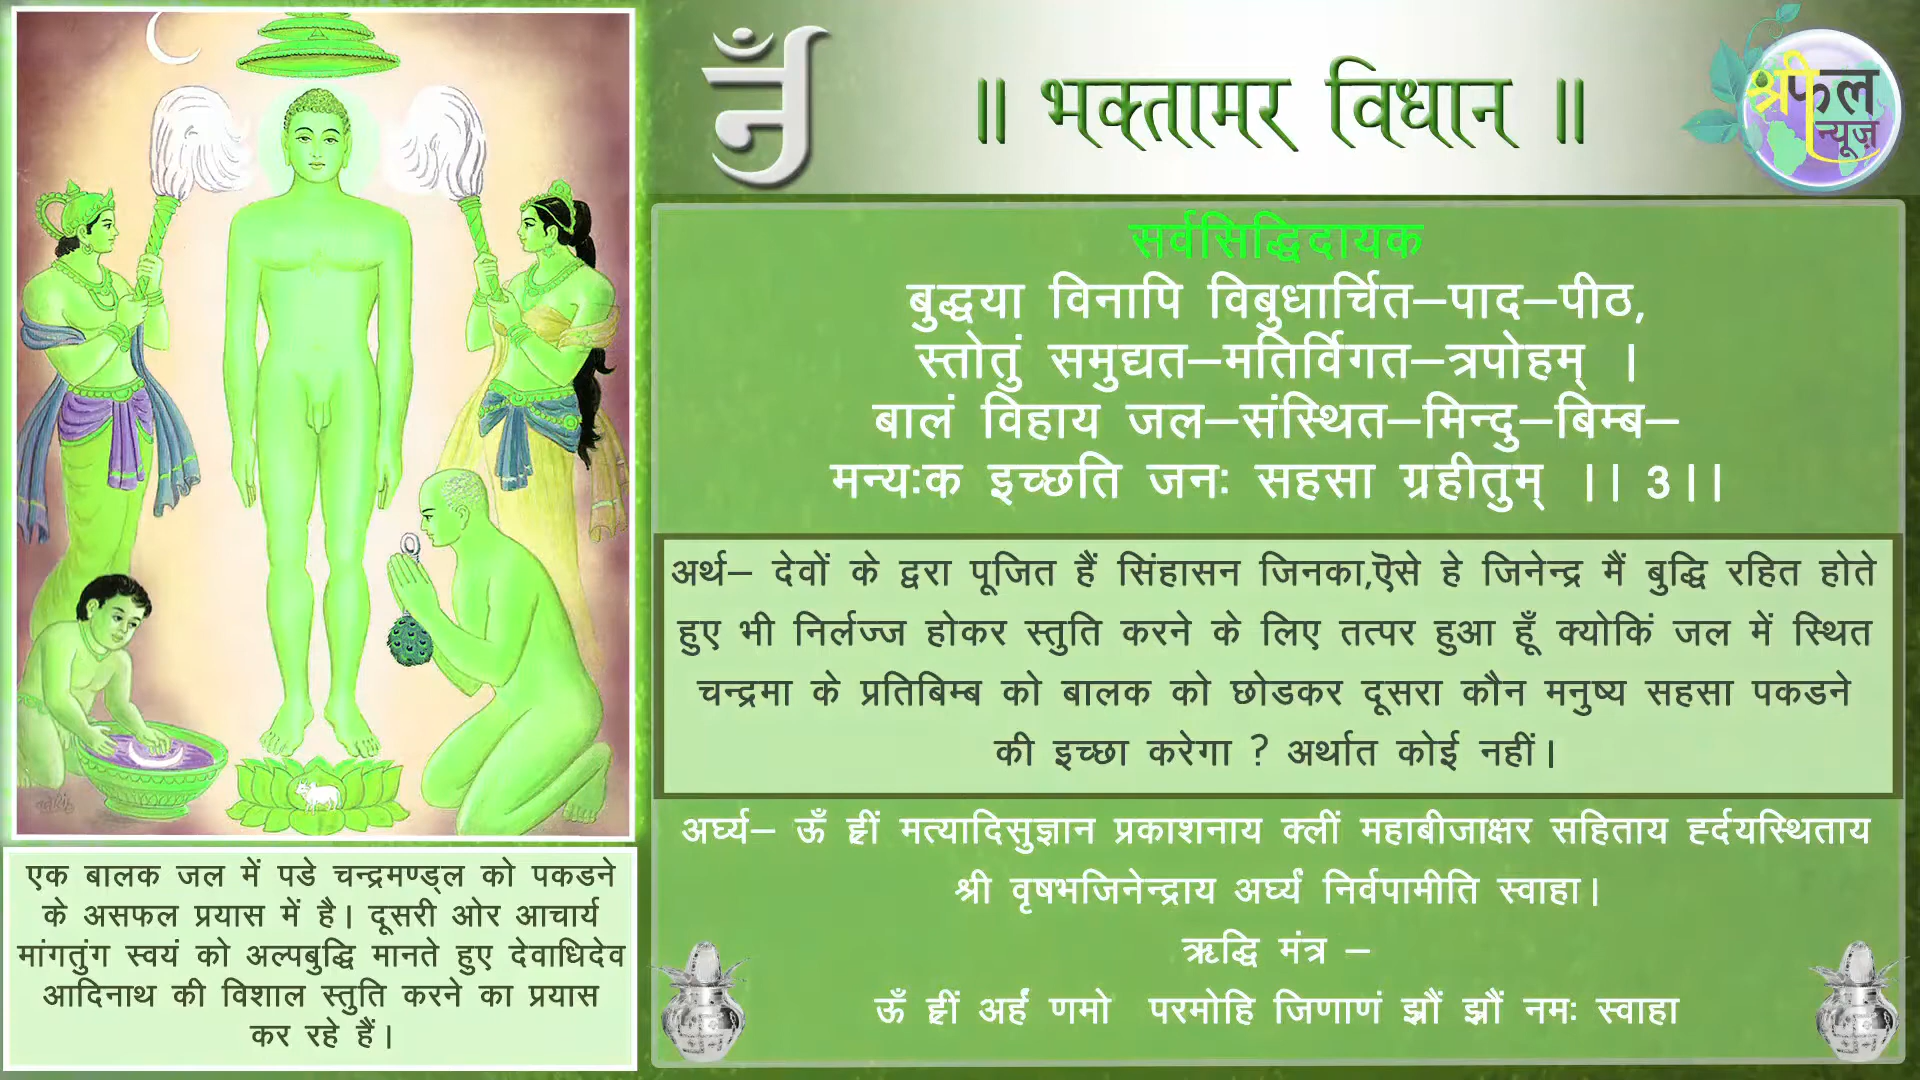 ॥ भक्तामर विधान ॥
श्रीफल
न्यूज़
सर्वसिद्धिदायक
बुद्धया विनापि विबुधार्चित–पाद–पीठ,
स्तोतुं समुद्यत–मतिर्विगत–त्रपोहम् ।
बालं विहाय जल–संस्थित–मिन्दु–बिम्ब–
मन्यःक इच्छति जनः सहसा ग्रहीतुम् ।। 3।।
अर्थ– देवों के द्वरा पूजित हैं सिंहासन जिनका,ऎसे हे जिनेन्द्र मैं बुद्धि रहित होते
हुए भी निर्लज्ज होकर स्तुति करने के लिए तत्पर हुआ हूँ क्योकिं जल में स्थित
चन्द्रमा के प्रतिबिम्ब को बालक को छोडकर दूसरा कौन मनुष्य सहसा पकडने
की इच्छा करेगा ? अर्थात कोई नहीं।
अर्घ्य– ऊँ ह्रीं मत्यादिसुज्ञान प्रकाशनाय क्लीं महाबीजाक्षर सहिताय ह्र्दयस्थिताय
श्री वृषभजिनेन्द्राय अर्घ्यं निर्वपामीति स्वाहा।
ऋद्धि मंत्र –
ऊँ ह्रीं अर्हं णमो परमोहि जिणाणं झ्रौं झ्रौं नमः स्वाहा
एक बालक जल में पडे चन्द्रमण्ड्ल को पकडने
के असफल प्रयास में है। दूसरी ओर आचार्य
मांगतुंग स्वयं को अल्पबुद्धि मानते हुए देवाधिदेव
आदिनाथ की विशाल स्तुति करने का प्रयास
कर रहे हैं।